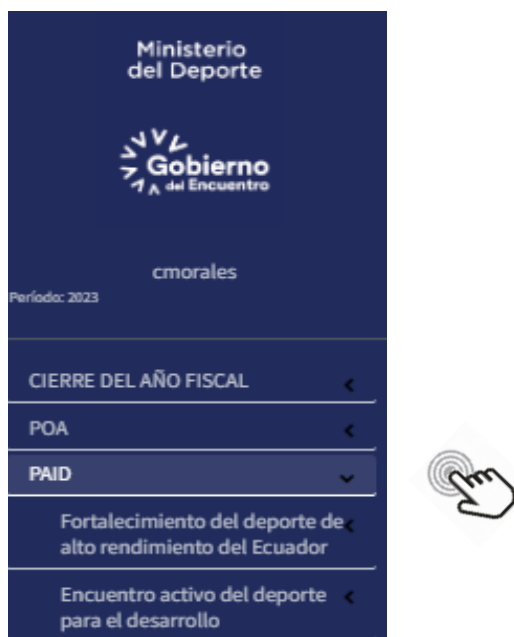 Ministerio
del Deporte
Gobierno
del Encuentro
cmorales
Período: 2023
CIERRE DEL AÑO FISCAL
POA
PAID
Fortalecimiento del deporte de
alto rendimiento del Ecuador
Encuentro activo del deporte
para el desarrollo